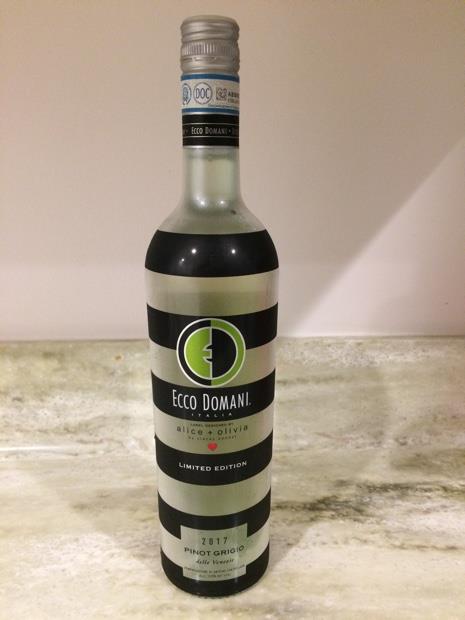 DOC
ECCO DOMANI
ECCO DOMANI.
ITALIA
LABEL DESIGNED BY
alice + olivia
by stacey bendet
LIMITED EDITION
2017
PINOT GRIGIO
delle Venezie